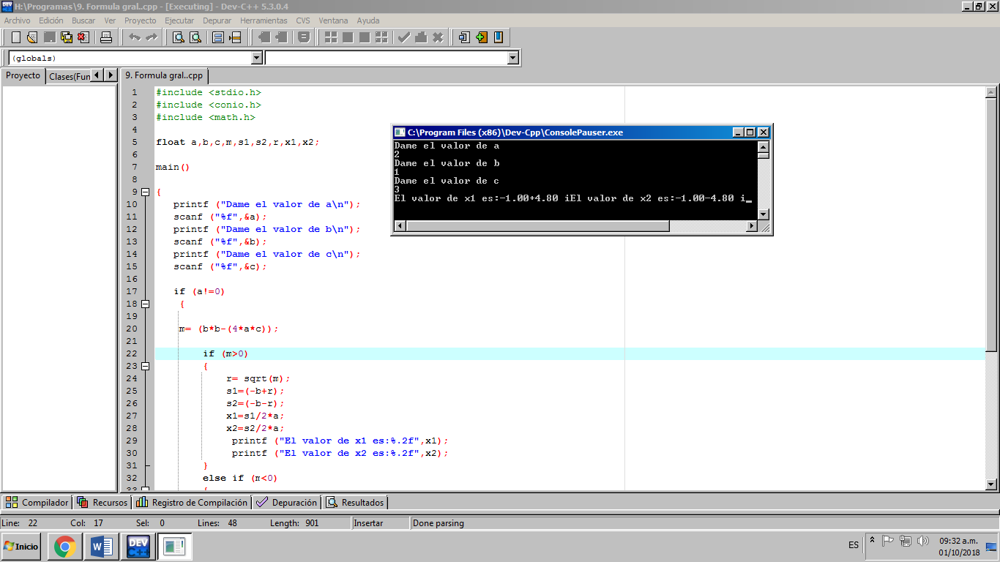 H:\Programas\9. Formula gral..cpp - [Executing] - Dev-C++ 5.3.0.4
Archivo Edición Buscar Ver Proyecto Ejecutar Depurar Herramientas CVS Ventana Ayuda
(globals)
Proyecto Clases(Fun 9. Formula gral..cpp
1 #include <stdio.h>
2 #include <conio.h>
3 #include <math.h>
4
5 float a,b,c,m,s1,s2,r,x1,x2;
6
7 main()
8
9 {
10 printf ("Dame el valor de a\n");
11 scanf ("%f",&a);
12 printf ("Dame el valor de b\n");
13 scanf ("%f",&b);
14 printf ("Dame el valor de c\n");
15 scanf ("%f",&c);
16
17 if (a!=0)
18 {
19
20 m= (b*b-(4*a*c));
21
22 if (m>0)
23 {
24 r= sqrt(m);
25 s1=(-b+r);
26 s2=(-b-r);
27 x1=s1/2*a;
28 x2=s2/2*a;
29 printf ("El valor de x1 es:%.2f",x1);
30 printf ("El valor de x2 es:%.2f",x2);
31 }
32 else if (m<0)
33 {
C:\Program Files (x86)\Dev-Cpp\ConsolePauser.exe
Dame el valor de a
2
Dame el valor de b
1
Dame el valor de c
3
El valor de x1 es:-1.00+4.80 iEl valor de x2 es:-1.00-4.80 i_
Compilador Recursos Registro de Compilación Depuración Resultados
Line: 22 Col: 17 Sel: 0 Lines: 48 Length: 901 Insertar Done parsing
Inicio DEV C++ ES 09:32 a.m.
01/10/2018